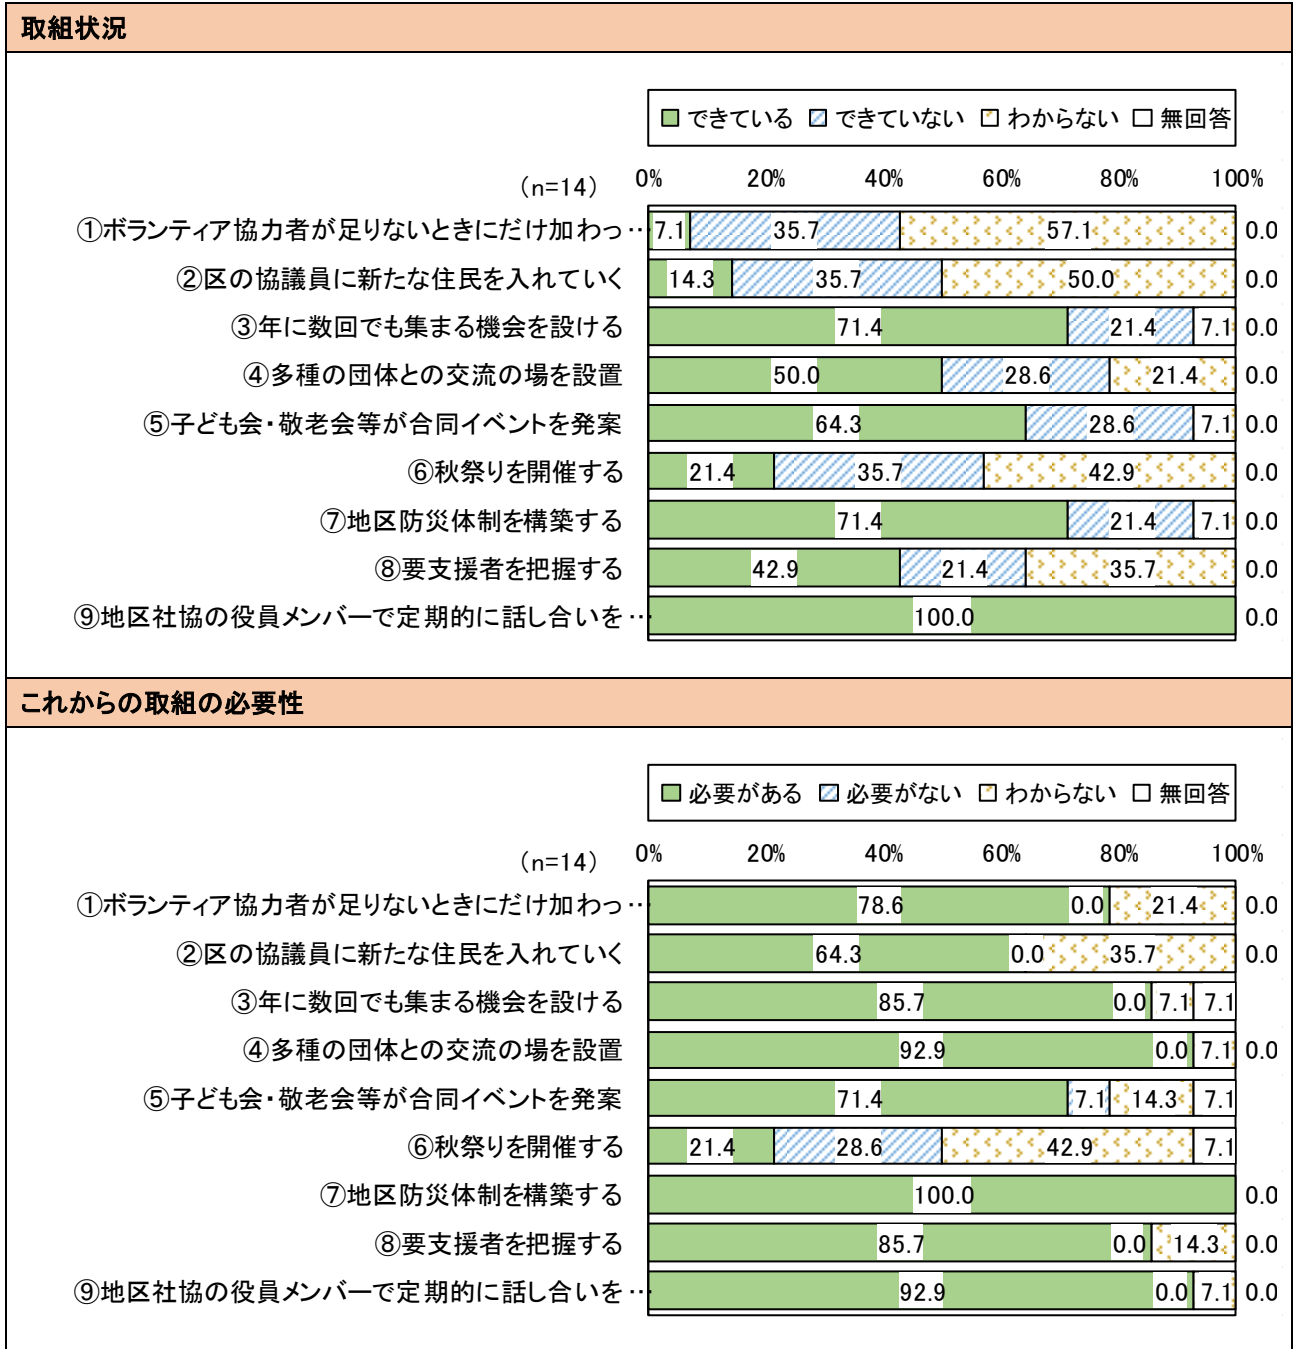 取組状況
できている できていない わからない 無回答
(n=14) 0% 20% 40% 60% 80% 100%
①ボランティア協力者が足りないときにだけ加わっ… 7.1 35.7 57.1 0.0
②区の協議員に新たな住民を入れていく 14.3 35.7 50.0 0.0
③年に数回でも集まる機会を設ける 71.4 21.4 7.1 0.0
④多種の団体との交流の場を設置 50.0 28.6 21.4 0.0
⑤子ども会・敬老会等が合同イベントを発案 64.3 28.6 7.1 0.0
⑥秋祭りを開催する 21.4 35.7 42.9 0.0
⑦地区防災体制を構築する 71.4 21.4 7.1 0.0
⑧要支援者を把握する 42.9 21.4 35.7 0.0
⑨地区社協の役員メンバーで定期的に話し合いを… 100.0 0.0
これからの取組の必要性
必要がある 必要がない わからない 無回答
(n=14) 0% 20% 40% 60% 80% 100%
①ボランティア協力者が足りないときにだけ加わっ… 78.6 0.0 21.4 0.0
②区の協議員に新たな住民を入れていく 64.3 0.0 35.7 0.0
③年に数回でも集まる機会を設ける 85.7 0.0 7.1 7.1
④多種の団体との交流の場を設置 92.9 0.0 7.1 0.0
⑤子ども会・敬老会等が合同イベントを発案 71.4 7.1 14.3 7.1
⑥秋祭りを開催する 21.4 28.6 42.9 7.1
⑦地区防災体制を構築する 100.0 0.0
⑧要支援者を把握する 85.7 0.0 14.3 0.0
⑨地区社協の役員メンバーで定期的に話し合いを… 92.9 0.0 7.1 0.0